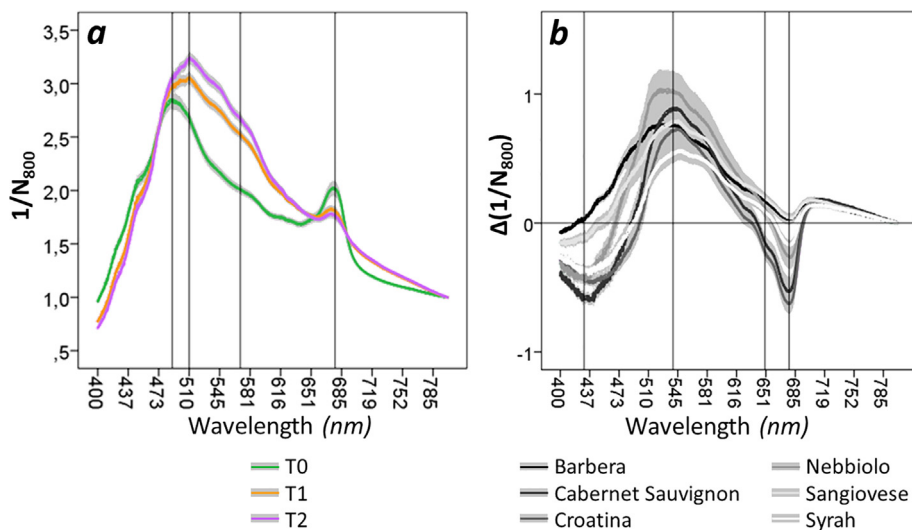 a
b
3,5
3,0
2,5
2,0
1,5
1,0
,5
1/N800
400
437
473
510
545
581
616
651
685
719
752
785
Wavelength (nm)
1
0
-1
Δ(1/N800)
400
437
473
510
545
581
616
651
685
719
752
785
Wavelength (nm)
T0
T1
T2
Barbera
Cabernet Sauvignon
Croatina
Nebbiolo
Sangiovese
Syrah